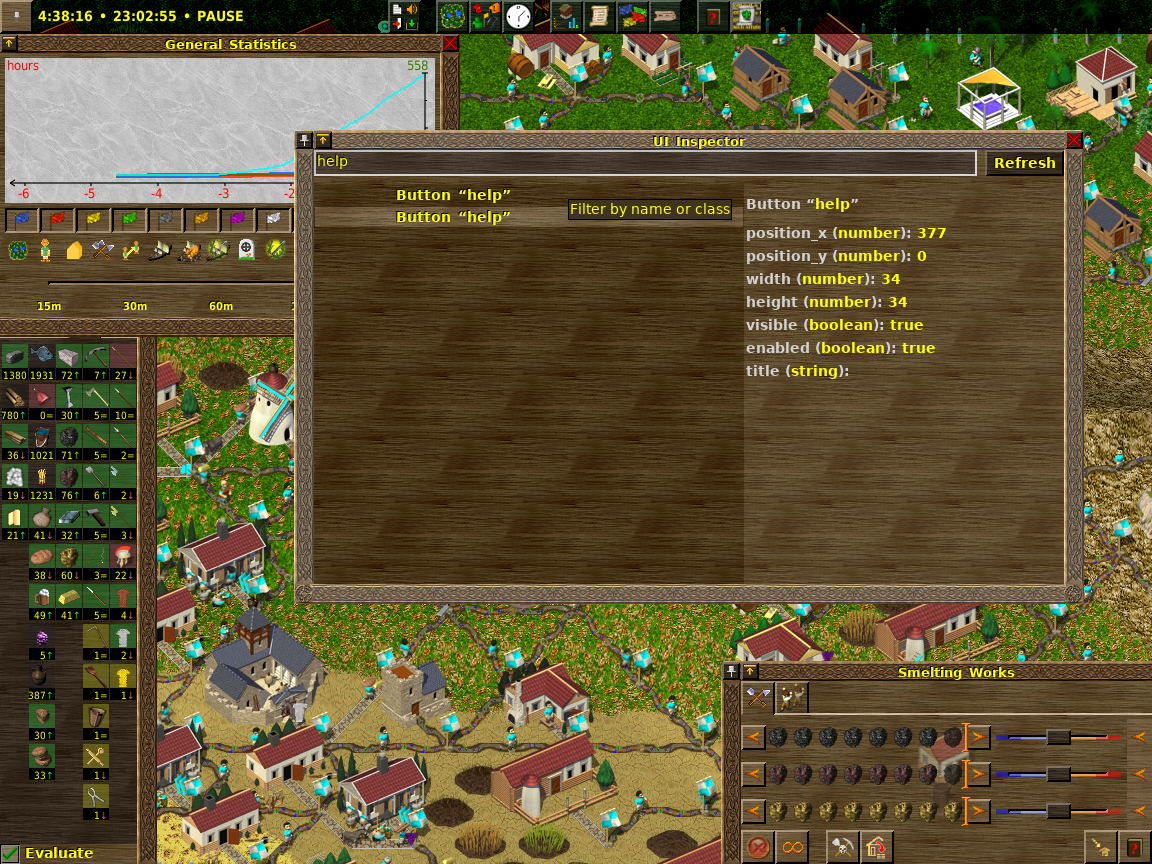 4:38:16 • 23:02:55 • PAUSE
General Statistics
hours
558
-6 -5 -4 -3 -2
15m 30m 60m
UI Inspector
help
Refresh
Button “help”
Button “help”
Filter by name or class
Button “help”
position_x (number): 377
position_y (number): 0
width (number): 34
height (number): 34
visible (boolean): true
enabled (boolean): true
title (string):
1380 1931 72↑ 7↑ 27↓
780↑ 0= 30↑ 5= 10=
36↓ 1021 71↑ 5= 2=
19↓ 1231 76↑ 6↑ 2↓
21↑ 41↓ 32↑ 5= 3↓
38↓ 60↓ 3= 22↓
49↑ 41↑ 5= 4↓
5↑ 1= 2↓
387↑ 1= 1↓
30↑ 1=
33↑ 1↓
1↓
Evaluate
Smelting Works